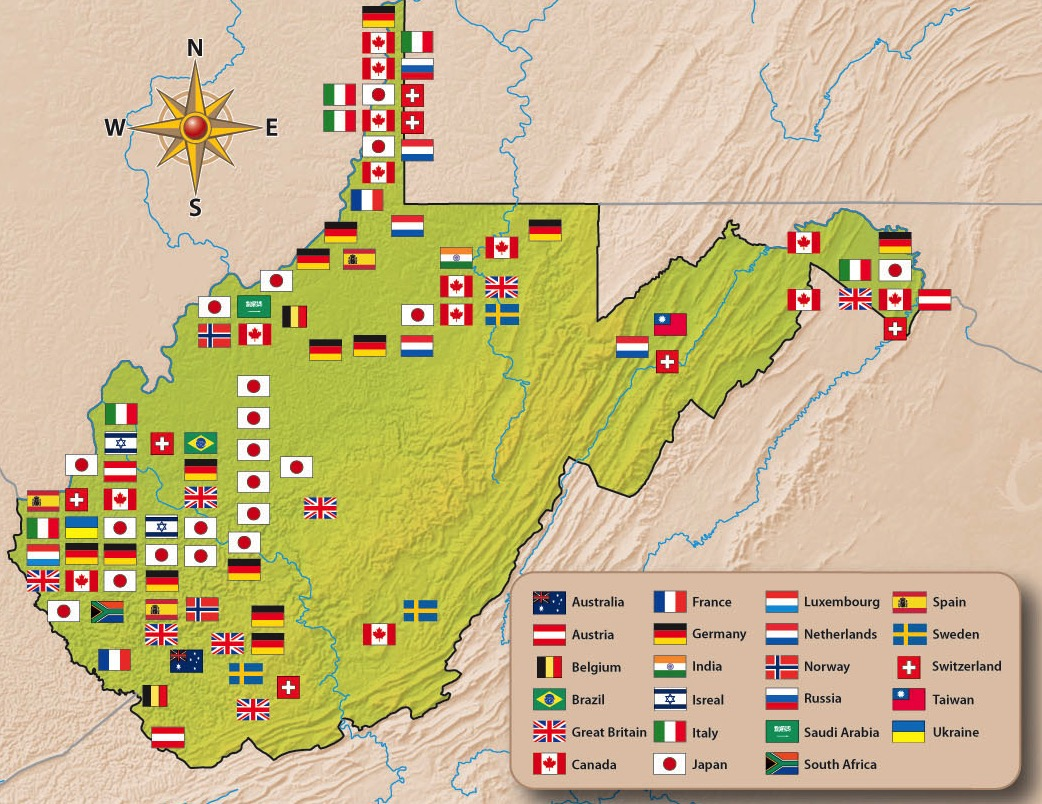 N
W E
S
Australia France Luxembourg Spain
Austria Germany Netherlands Sweden
Belgium India Norway Switzerland
Brazil Isreal Russia Taiwan
Great Britain Italy Saudi Arabia Ukraine
Canada Japan South Africa